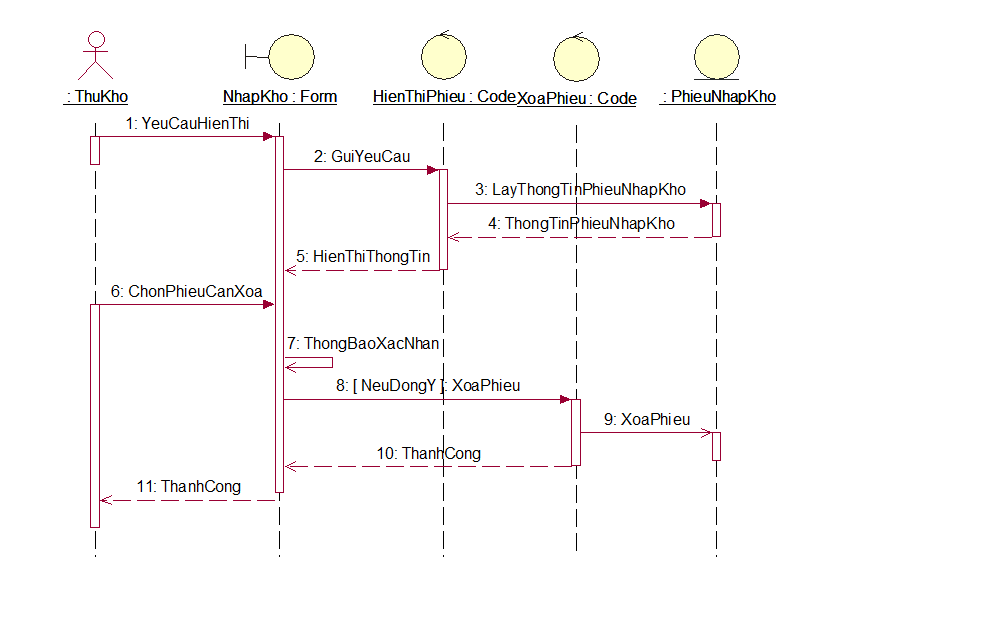 : ThuKho
NhapKho : Form
HienThiPhieu : Code
XoaPhieu : Code
: PhieuNhapKho
1: YeuCauHienThi
2: GuiYeuCau
3: LayThongTinPhieuNhapKho
4: ThongTinPhieuNhapKho
5: HienThiThongTin
6: ChonPhieuCanXoa
7: ThongBaoXacNhan
8: [ NeuDongY ]: XoaPhieu
9: XoaPhieu
10: ThanhCong
11: ThanhCong